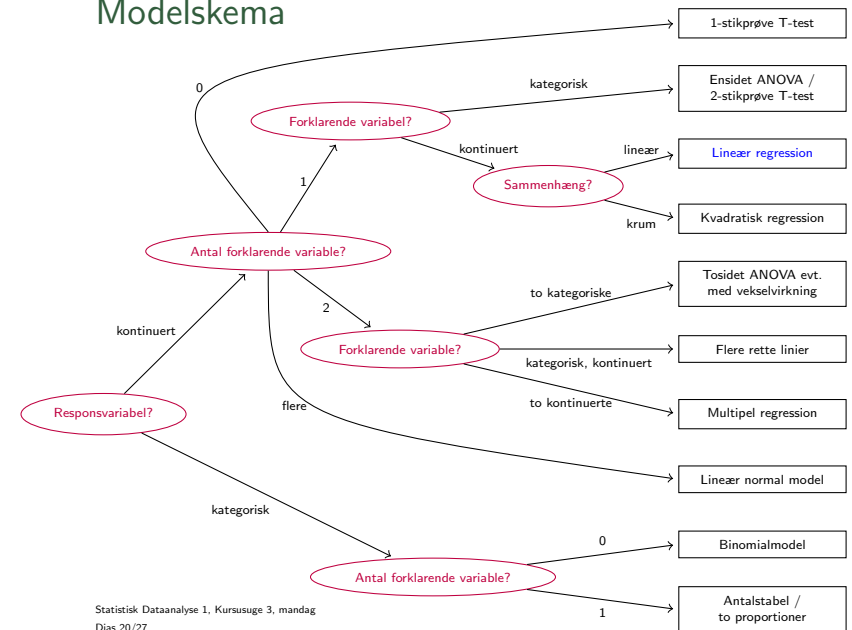 Modelskema
1-stikprøve T-test
0
kategorisk
Ensidet ANOVA /
2-stikprøve T-test
Forklarende variabel?
kontinuert
lineær
Lineær regression
1
Sammenhæng?
krum
Kvadratisk regression
Antal forklarende variable?
Tosidet ANOVA evt.
med vekselvirkning
to kategoriske
2
kontinuert
Forklarende variable?
kategorisk, kontinuert
Flere rette linier
to kontinuerte
Multipel regression
Responsvariabel?
flere
Lineær normal model
kategorisk
0
Binomialmodel
Antal forklarende variable?
1
Antalstabel /
to proportioner
Statistisk Dataanalyse 1, Kursusuge 3, mandag
Dias 20/27